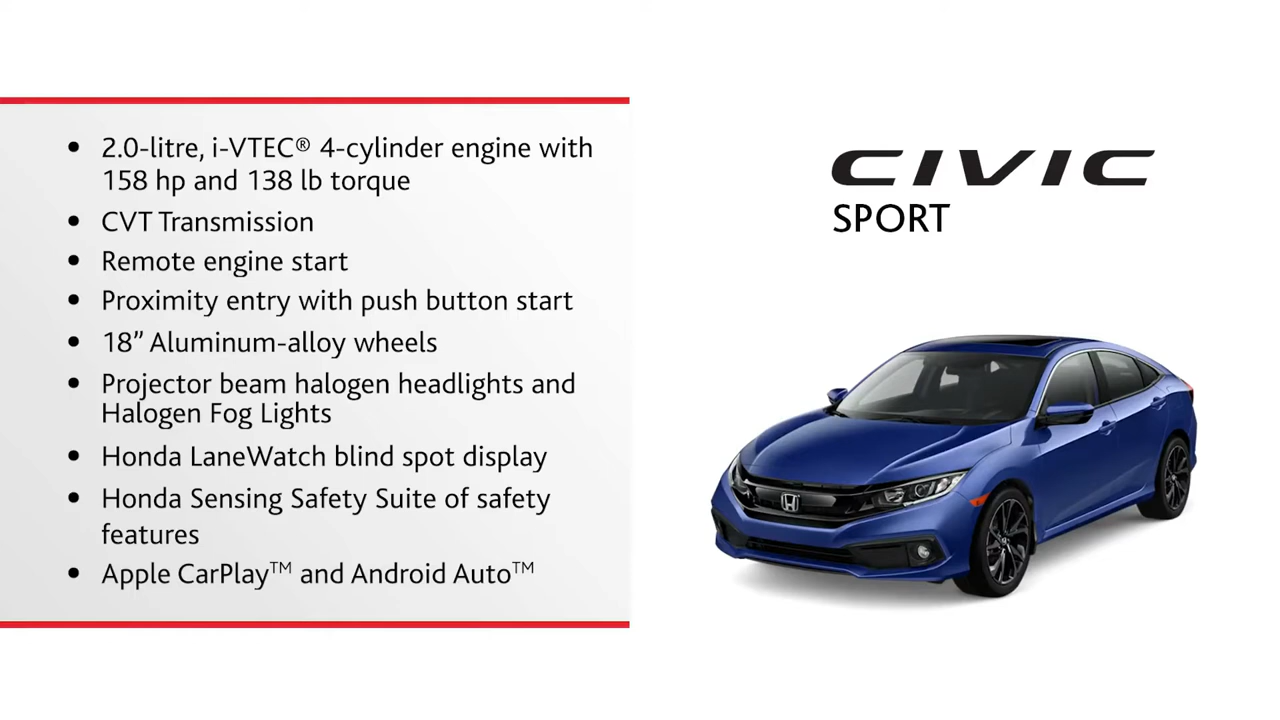 • 2.0-litre, i-VTEC® 4-cylinder engine with
158 hp and 138 lb torque
• CVT Transmission
• Remote engine start
• Proximity entry with push button start
• 18” Aluminum-alloy wheels
• Projector beam halogen headlights and
Halogen Fog Lights
• Honda LaneWatch blind spot display
• Honda Sensing Safety Suite of safety
features
• Apple CarPlay™ and Android Auto™
CIVIC
SPORT